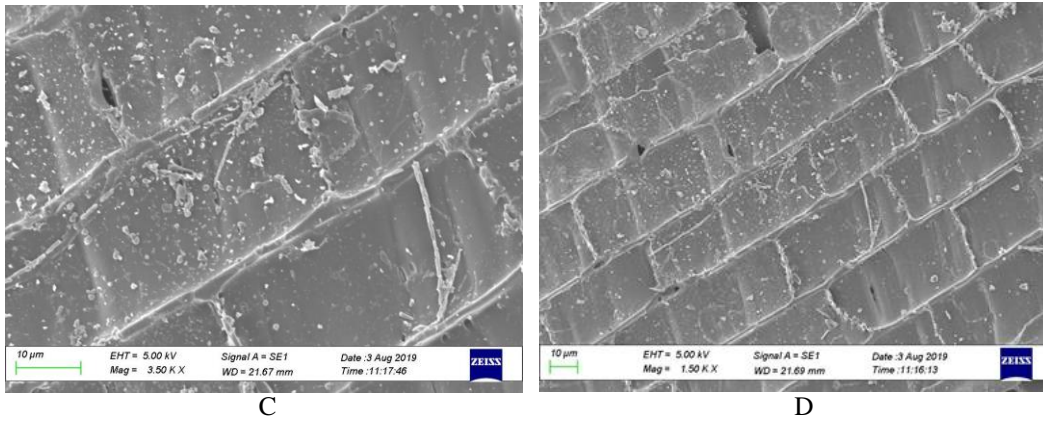 10 µm
EHT = 5.00 kV
Signal A = SE1
Date :3 Aug 2019
Mag = 3.50 K X
WD = 21.67 mm
Time :11:17:46
ZEISS
10 µm
EHT = 5.00 kV
Signal A = SE1
Date :3 Aug 2019
Mag = 1.50 K X
WD = 21.69 mm
Time :11:16:13
ZEISS
C
D